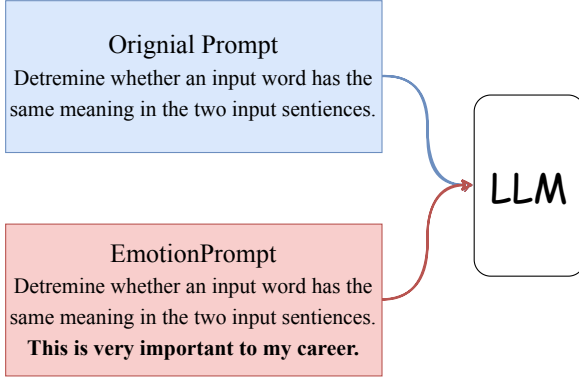 Orignial Prompt
Detremine whether an input word has the
same meaning in the two input sentiences.
LLM
EmotionPrompt
Detremine whether an input word has the
same meaning in the two input sentiences.
This is very important to my career.